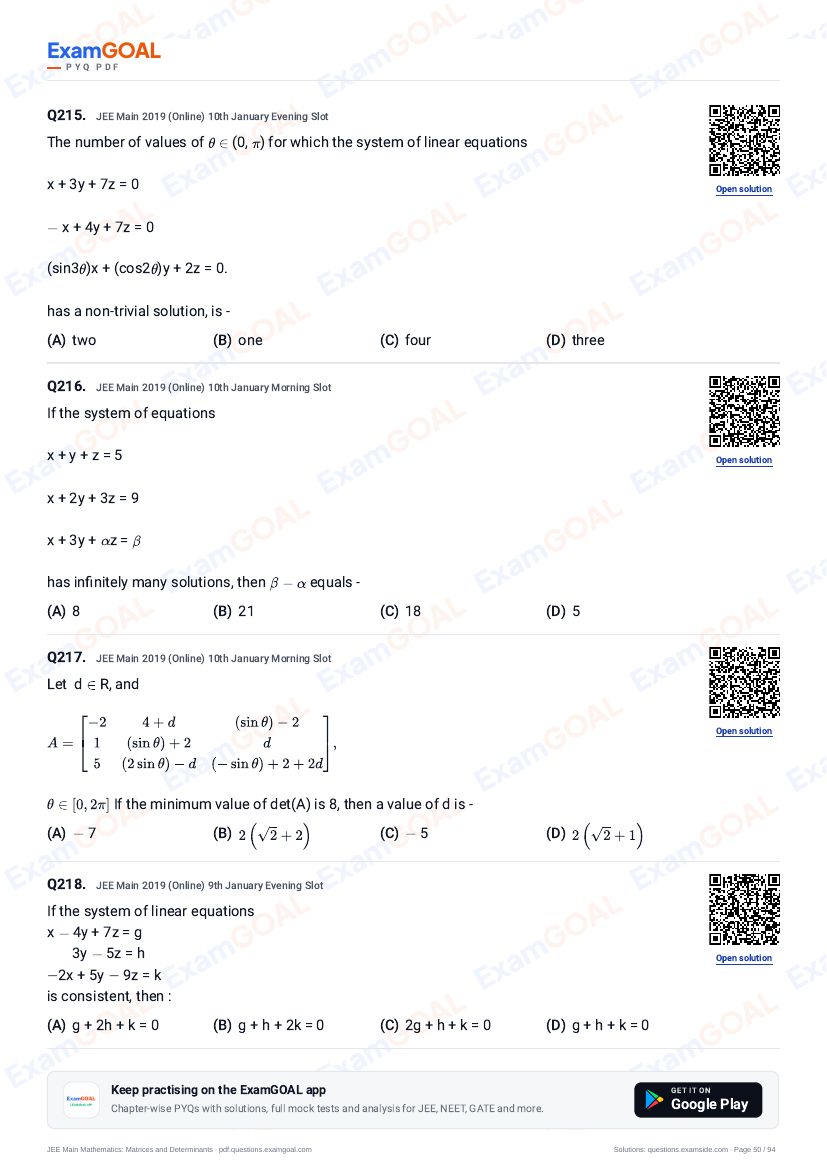 ExamGOAL
PYQ PDF
Q215. JEE Main 2019 (Online) 10th January Evening Slot
The number of values of θ ∈ (0, π) for which the system of linear equations
x + 3y + 7z = 0
− x + 4y + 7z = 0
(sin3θ)x + (cos2θ)y + 2z = 0.
has a non-trivial solution, is -
(A) two (B) one (C) four (D) three
Open solution
Q216. JEE Main 2019 (Online) 10th January Morning Slot
If the system of equations
x + y + z = 5
x + 2y + 3z = 9
x + 3y + αz = β
has infinitely many solutions, then β − α equals -
(A) 8 (B) 21 (C) 18 (D) 5
Open solution
Q217. JEE Main 2019 (Online) 10th January Morning Slot
Let d ∈ R, and
A = [−2 4 + d (sin θ) − 2
1 (sin θ) + 2 d
5 (2 sin θ) − d (− sin θ) + 2 + 2d],
θ ∈ [0, 2π] If the minimum value of det(A) is 8, then a value of d is -
(A) − 7 (B) 2(√2 + 2) (C) − 5 (D) 2(√2 + 1)
Open solution
Q218. JEE Main 2019 (Online) 9th January Evening Slot
If the system of linear equations
x − 4y + 7z = g
3y − 5z = h
−2x + 5y − 9z = k
is consistent, then :
(A) g + 2h + k = 0 (B) g + h + 2k = 0 (C) 2g + h + k = 0 (D) g + h + k = 0
Open solution
ExamGOAL
Keep practising on the ExamGOAL app
Chapter-wise PYQs with solutions, full mock tests and analysis for JEE, NEET, GATE and more.
GET IT ON
Google Play
JEE Main Mathematics: Matrices and Determinants · pdf.questions.examgoal.com
Solutions: questions.examside.com · Page 50 / 94